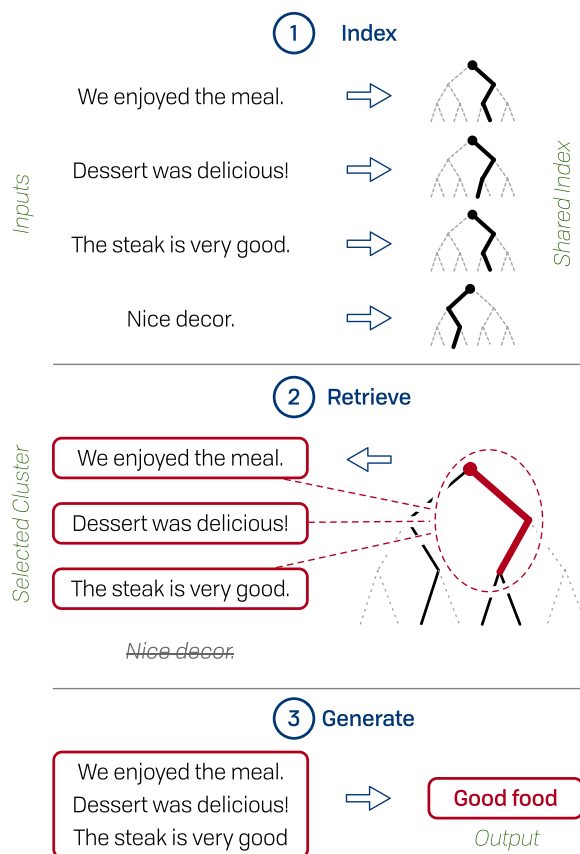 1 Index
Inputs
We enjoyed the meal.
Dessert was delicious!
The steak is very good.
Nice decor.
Shared Index
2 Retrieve
Selected Cluster
We enjoyed the meal.
Dessert was delicious!
The steak is very good.
Nice decor.
3 Generate
We enjoyed the meal.
Dessert was delicious!
The steak is very good
Good food
Output